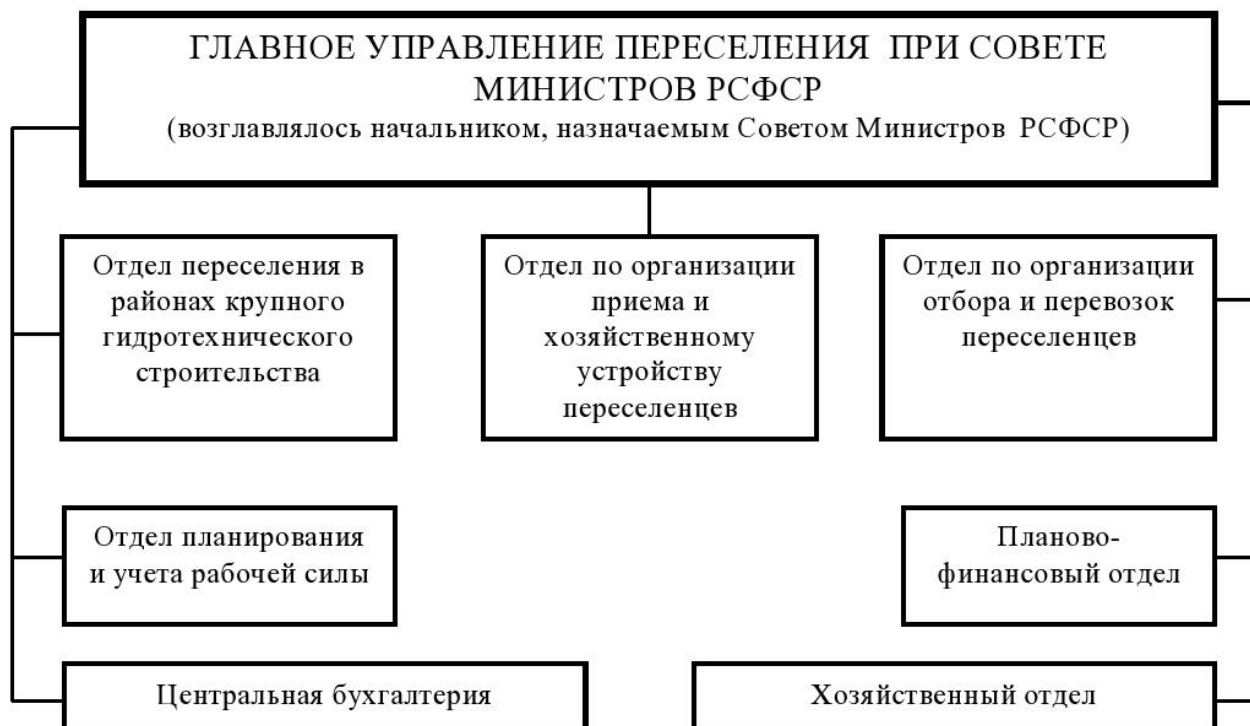 ГЛАВНОЕ УПРАВЛЕНИЕ ПЕРЕСЕЛЕНИЯ ПРИ СОВЕТЕ
МИНИСТРОВ РСФСР
(возглавлялось начальником, назначаемым Советом Министров РСФСР)
Отдел переселения в
районах крупного
гидротехнического
строительства
Отдел по организации
приема и
хозяйственному
устройству
переселенцев
Отдел по организации
отбора и перевозок
переселенцев
Отдел планирования
и учета рабочей силы
Планово-
финансовый отдел
Центральная бухгалтерия
Хозяйственный отдел